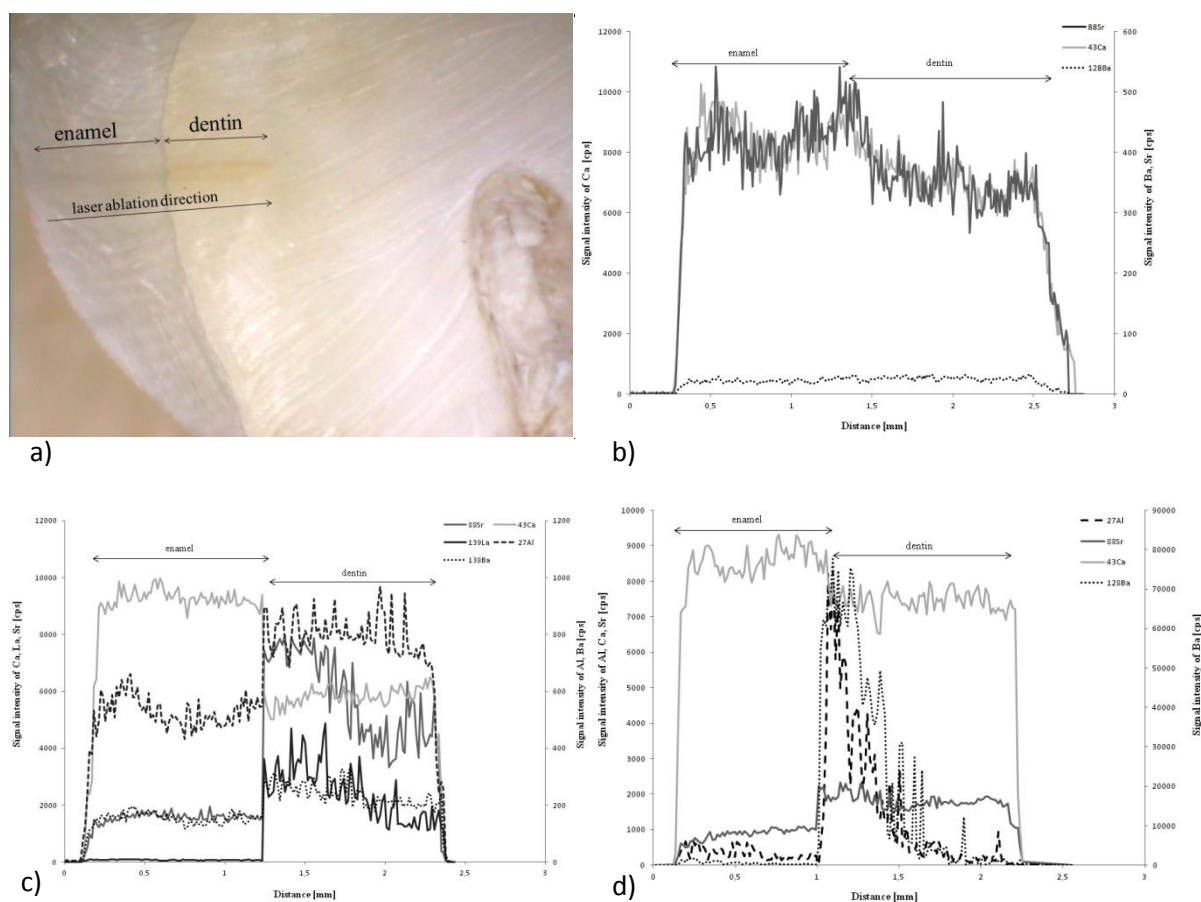 enamel
dentin
laser ablation direction
a)
12000
10000
8000
6000
4000
2000
0
Signal intensity of Ca [cps]
600
500
400
300
200
100
0
Signal intensity of Ba, Sr [cps]
88Sr
43Ca
128Ba
enamel
dentin
0 0,5 1 1,5 2 2,5 3
Distance [mm]
b)
12000
10000
8000
6000
4000
2000
0
Signal intensity of Ca, La, Sr [cps]
1200
1000
800
600
400
200
0
Signal intensity of Al, Ba [cps]
88Sr 43Ca
139La 27Al
138Ba
enamel
dentin
0,0 0,5 1 1,5 2 2,5 3
Distance [mm]
c)
10000
9000
8000
7000
6000
5000
4000
3000
2000
1000
0
Signal intensity of Al, Ca, Sr [cps]
90000
80000
70000
60000
50000
40000
30000
20000
10000
0
Signal intensity of Ba [cps]
27Al
88Sr
43Ca
128Ba
enamel
dentin
0,0 0,5 1 1,5 2 2,5 3
Distance [mm]
d)